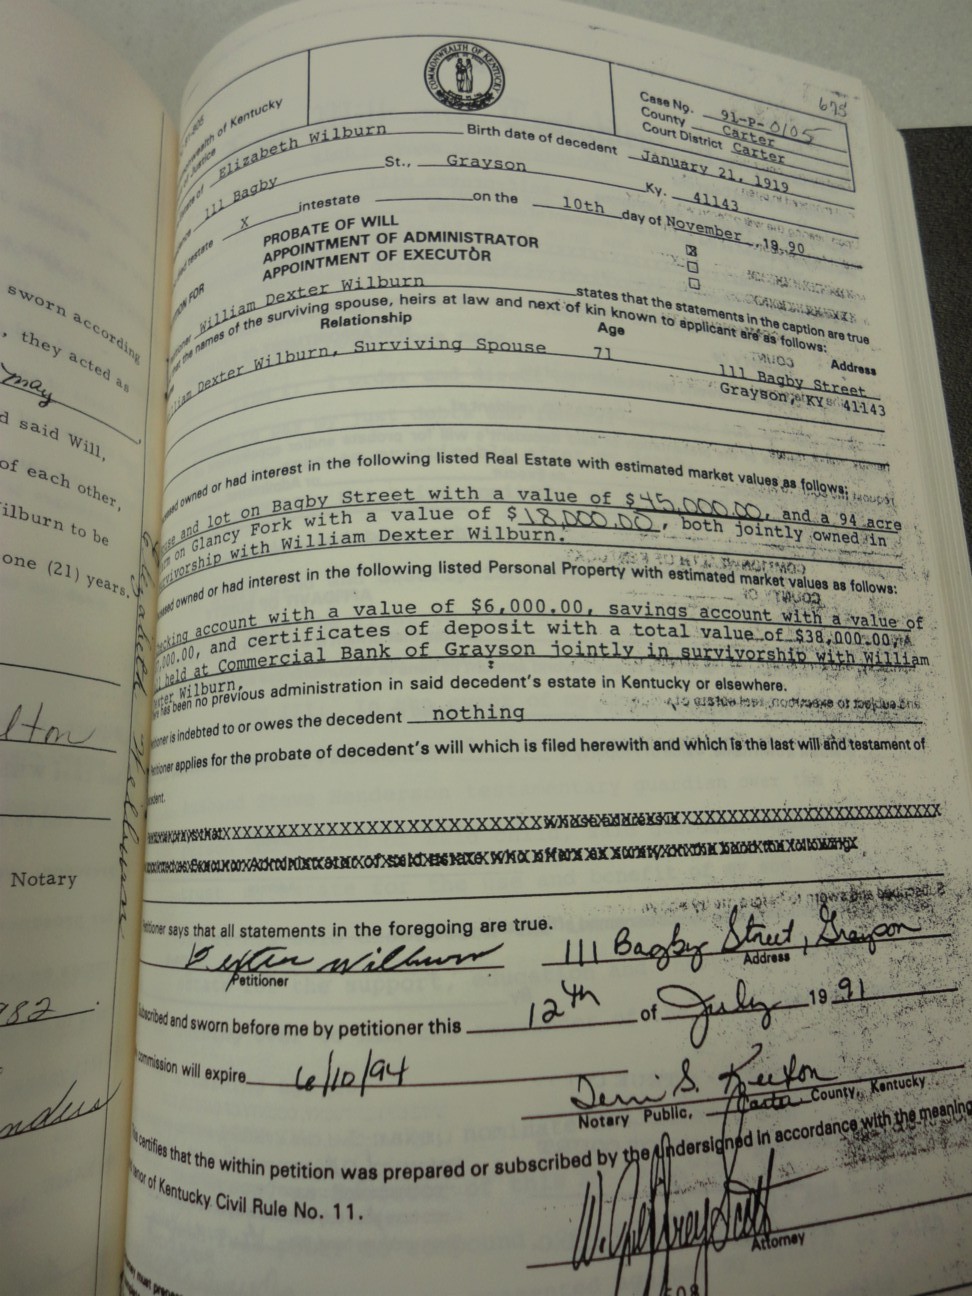 675
COMMONWEALTH OF KENTUCKY
Case No. 91-P-0105
County Carter
Court District Carter
wealth of Kentucky
of Justice
Elizabeth Wilburn Birth date of decedent January 21, 1919
111 Bagby St., Grayson Ky. 41143
testate X intestate on the 10th day of November, 19 90
PROBATE OF WILL ☒
APPOINTMENT OF ADMINISTRATOR ☐
APPOINTMENT OF EXECUTOR ☐
FOR
William Dexter Wilburn states that the statements in the caption are true
the names of the surviving spouse, heirs at law and next of kin known to applicant are as follows:
Relationship Age Address
Dexter Wilburn, Surviving Spouse 71 111 Bagby Street
Grayson, KY 41143
owned or had interest in the following listed Real Estate with estimated market values as follows:
and lot on Bagby Street with a value of $45,000.00, and a 94 acre
on Glancy Fork with a value of $18,000.00, both jointly owned in
survivorship with William Dexter Wilburn.
owned or had interest in the following listed Personal Property with estimated market values as follows:
account with a value of $6,000.00, savings account with a value of
000.00, and certificates of deposit with a total value of $38,000.00,
held at Commercial Bank of Grayson jointly in survivorship with William
Wilburn.
has been no previous administration in said decedent's estate in Kentucky or elsewhere.
is indebted to or owes the decedent nothing
applies for the probate of decedent's will which is filed herewith and which is the last will and testament of
says that all statements in the foregoing are true.
Dexter Wilburn 111 Bagby Street, Grayson
Petitioner Address
and sworn before me by petitioner this 12th of July 19 91
commission will expire 6/10/94
Terri S. Keeton
Notary Public, Carter County, Kentucky
certifies that the within petition was prepared or subscribed by the undersigned in accordance with the meaning
of Kentucky Civil Rule No. 11.
W. Jeffrey Scott
Attorney
sworn according
, they acted as
may
said Will,
of each other,
ilburn to be
one (21) years.
lton
Notary
982